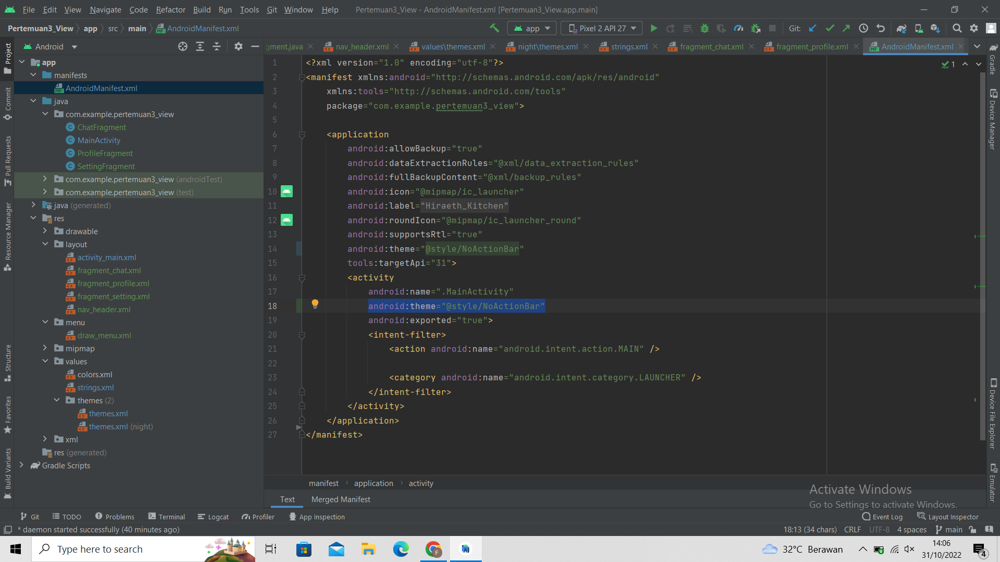 File Edit View Navigate Code Refactor Build Run Tools Git Window Help Pertemuan3_View - AndroidManifest.xml [Pertemuan3_View.app.main]
Pertemuan3_View app src main AndroidManifest.xml app Pixel 2 API 27 Git:
Android
gment.java nav_header.xml values\themes.xml night\themes.xml strings.xml fragment_chat.xml fragment_profile.xml AndroidManifest.xml
Project
Commit
Pull Requests
Resource Manager
Structure
Favorites
Build Variants
app
manifests
AndroidManifest.xml
java
com.example.pertemuan3_view
ChatFragment
MainActivity
ProfileFragment
SettingFragment
com.example.pertemuan3_view (androidTest)
com.example.pertemuan3_view (test)
java (generated)
res
drawable
layout
activity_main.xml
fragment_chat.xml
fragment_profile.xml
fragment_setting.xml
nav_header.xml
menu
draw_menu.xml
mipmap
values
colors.xml
strings.xml
themes (2)
themes.xml
themes.xml (night)
xml
res (generated)
Gradle Scripts
1 <?xml version="1.0" encoding="utf-8"?>
2 <manifest xmlns:android="http://schemas.android.com/apk/res/android"
3 xmlns:tools="http://schemas.android.com/tools"
4 package="com.example.pertemuan3_view">
5
6 <application
7 android:allowBackup="true"
8 android:dataExtractionRules="@xml/data_extraction_rules"
9 android:fullBackupContent="@xml/backup_rules"
10 android:icon="@mipmap/ic_launcher"
11 android:label="Hiraeth_Kitchen"
12 android:roundIcon="@mipmap/ic_launcher_round"
13 android:supportsRtl="true"
14 android:theme="@style/NoActionBar"
15 tools:targetApi="31">
16 <activity
17 android:name=".MainActivity"
18 android:theme="@style/NoActionBar"
19 android:exported="true">
20 <intent-filter>
21 <action android:name="android.intent.action.MAIN" />
22
23 <category android:name="android.intent.category.LAUNCHER" />
24 </intent-filter>
25 </activity>
26 </application>
27 </manifest>
1
Gradle
Device Manager
Device File Explorer
Emulator
manifest application activity
Text Merged Manifest
Activate Windows
Go to Settings to activate Windows.
Git TODO Problems Terminal Logcat Profiler App Inspection Event Log Layout Inspector
* daemon started successfully (40 minutes ago) 18:13 (34 chars) CRLF UTF-8 4 spaces main
Type here to search 32°C Berawan 14:06
31/10/2022
4